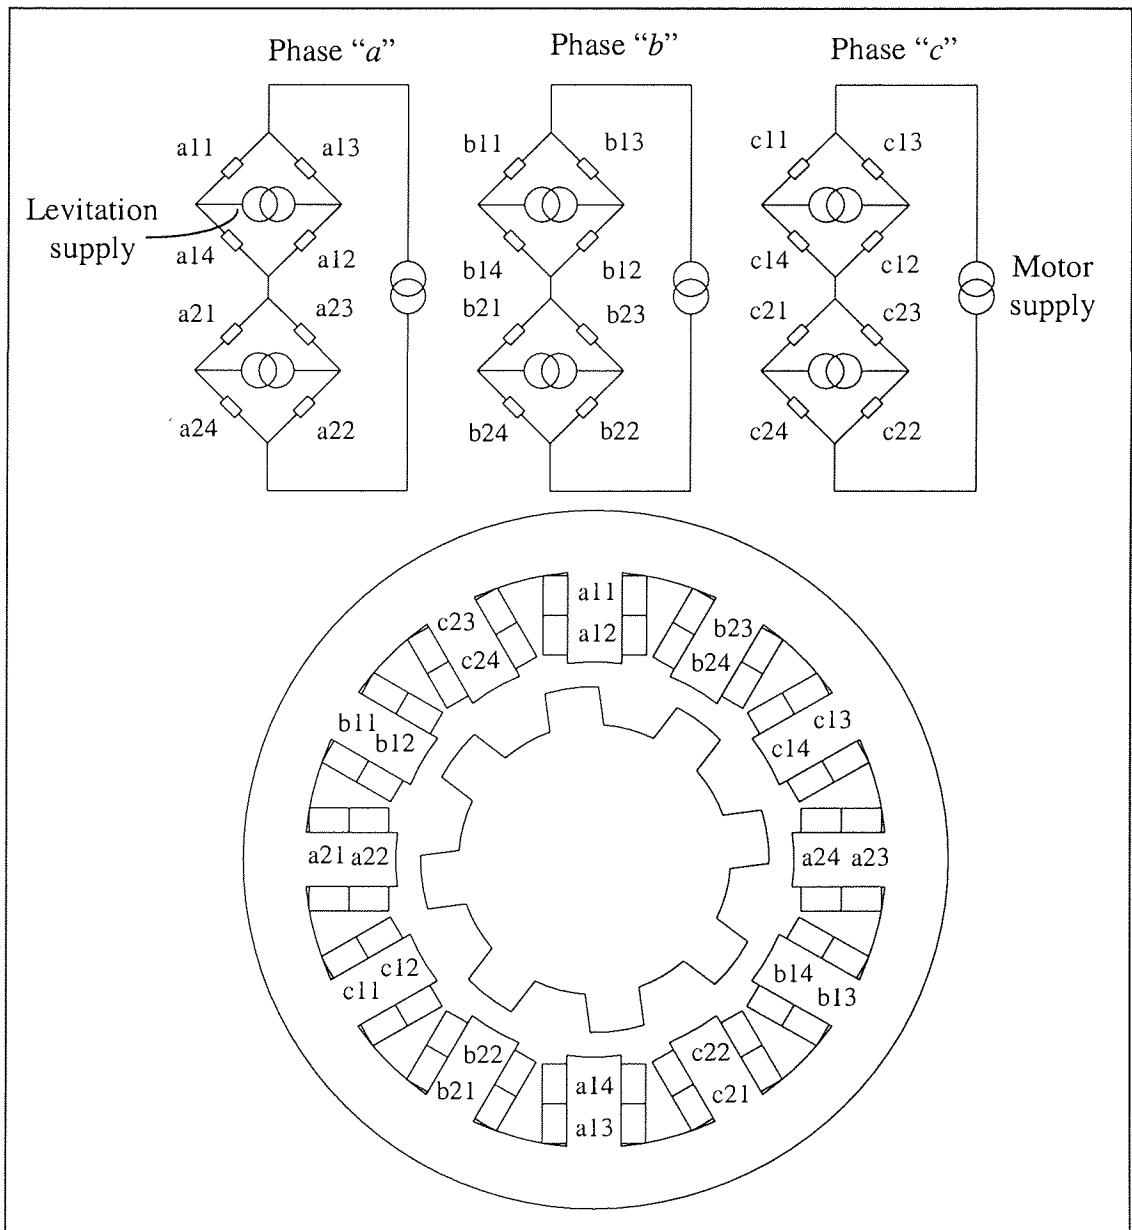 Phase “a”
Phase “b”
Phase “c”
a11
a13
b11
b13
c11
c13
Levitation
supply
Motor
supply
a14
a12
b14
b12
c14
c12
a21
a23
b21
b23
c21
c23
a24
a22
b24
b22
c24
c22
a11
a12
c23
c24
b23
b24
b11
b12
c13
c14
a21 a22
a24 a23
c12
c11
b14
b13
b22
b21
a14
a13
c22
c21